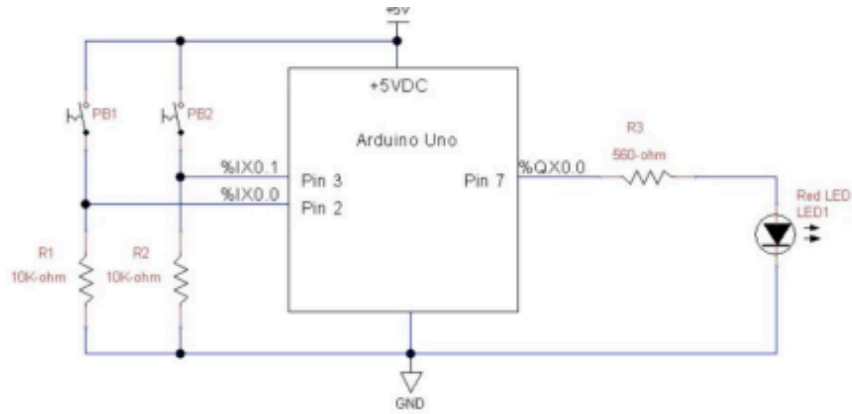 +5V
+5VDC
PB1
PB2
Arduino Uno
R3
560-ohm
%IX0.1
Pin 3
Pin 7
%QX0.0
%IX0.0
Pin 2
Red LED
LED1
R1
R2
10K-ohm
10K-ohm
GND